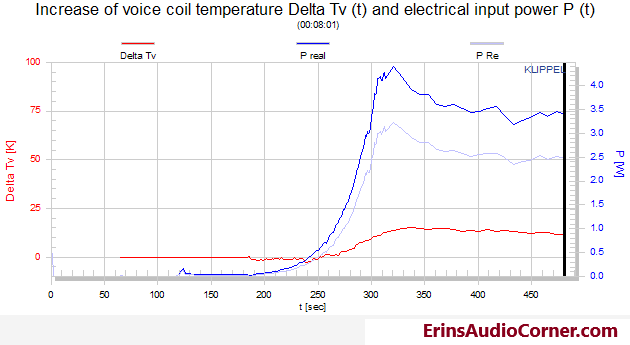 Increase of voice coil temperature Delta Tv (t) and electrical input power P (t)
(00:08:01)
Delta Tv P real P Re
KLIPPEL
100
75
50
25
0
Delta Tv [K]
4.0
3.5
3.0
2.5
2.0
1.5
1.0
0.5
0.0
P [W]
0 50 100 150 200 250 300 350 400 450
t [sec]
ErinsAudioCorner.com